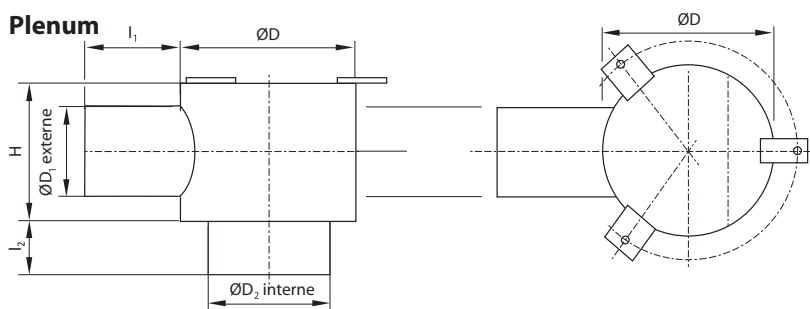 Plenum
l₁
ØD
ØD
H
ØD₁ externe
l₂
ØD₂ interne